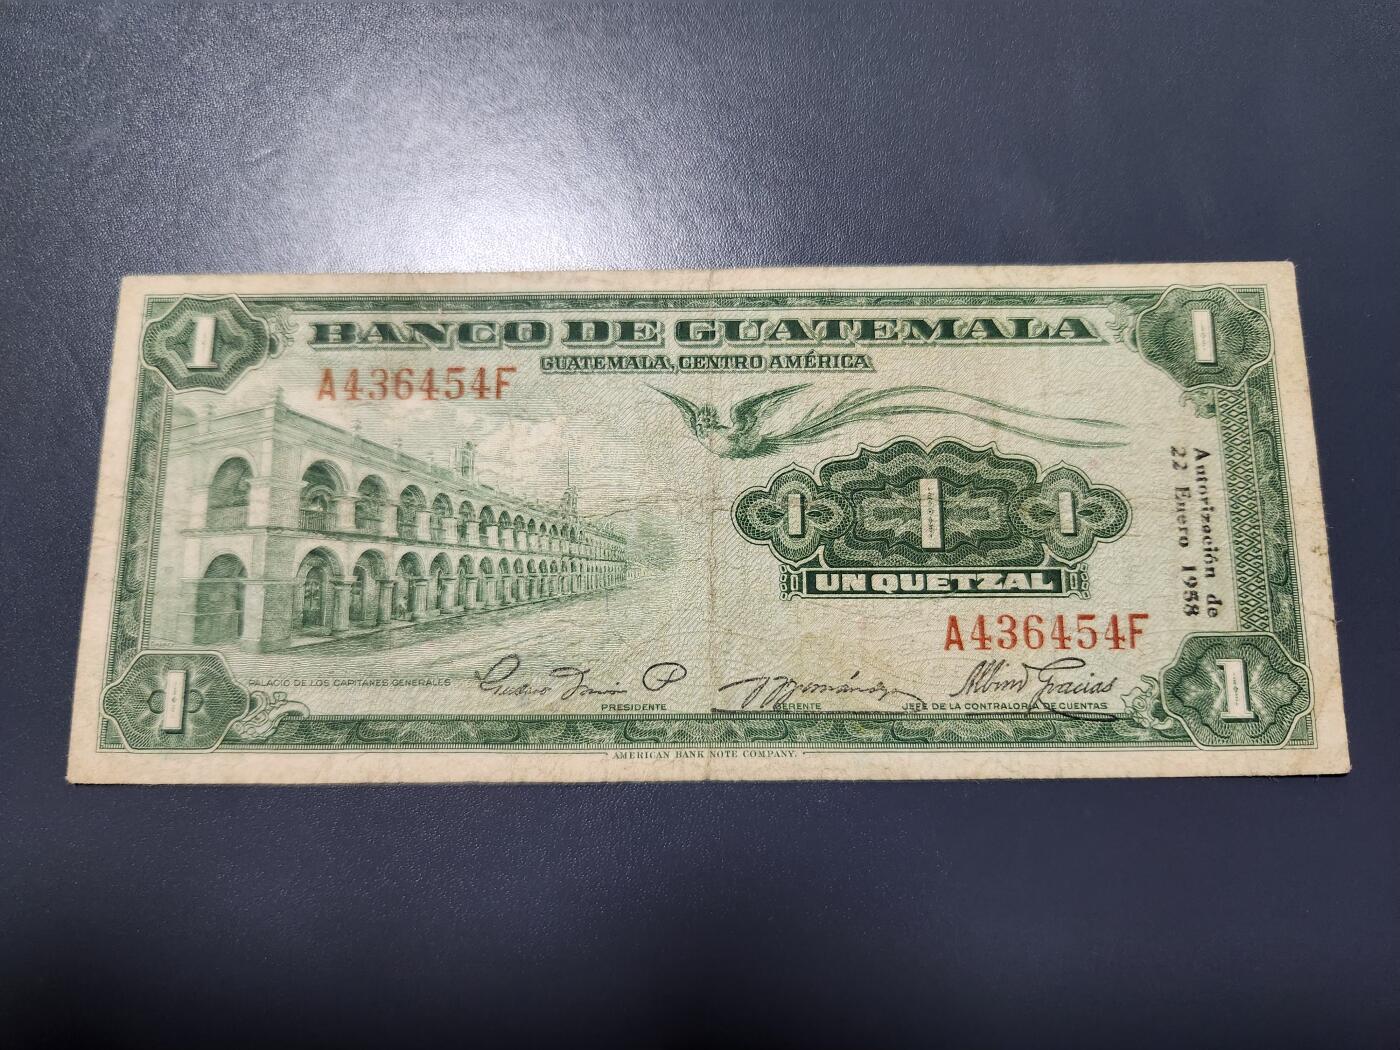 1
1
BANCO DE GUATEMALA
GUATEMALA, CENTRO AMÉRICA
A436454F
1
1
1
UN QUETZAL
Autorización de
22 Enero 1958
A436454F
PALACIO DE LOS CAPITANES GENERALES
PRESIDENTE
GERENTE
JEFE DE LA CONTRALORIA DE CUENTAS
1
1
AMERICAN BANK NOTE COMPANY.